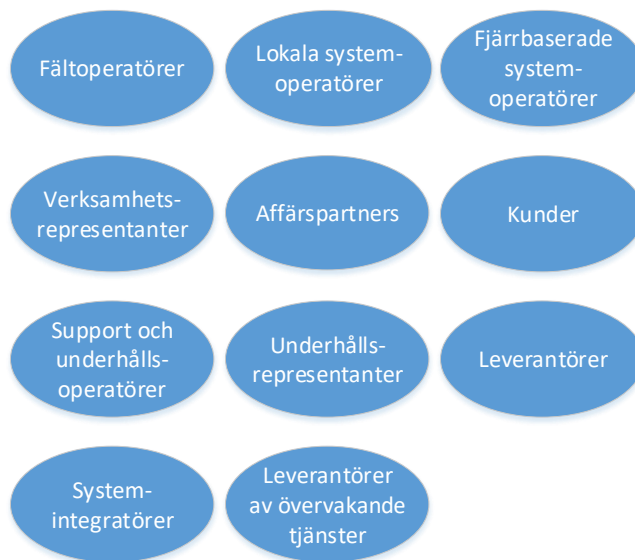 Fältoperatörer
Lokala system-
operatörer
Fjärrbaserade
system-
operatörer
Verksamhets-
representanter
Affärspartners
Kunder
Support och
underhålls-
operatörer
Underhålls-
representanter
Leverantörer
System-
integratörer
Leverantörer
av övervakande
tjänster